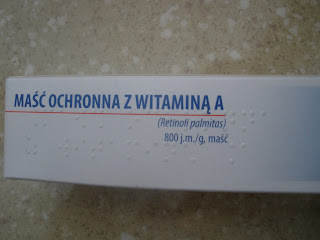 MAŚĆ OCHRONNA Z WITAMINĄ A
(Retinoli palmitas)
800 j.m./g, maść